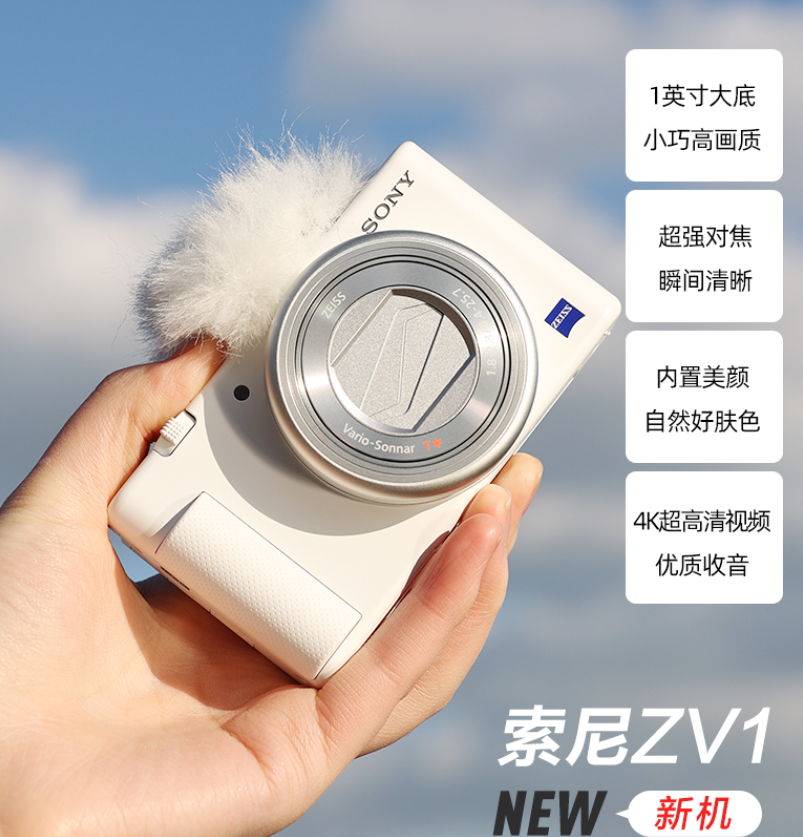 SONY
ZEISS
ZEISS
Vario-Sonnar T*
1英寸大底
小巧高画质
超强对焦
瞬间清晰
内置美颜
自然好肤色
4K超高清视频
优质收音
索尼ZV1
NEW 新机